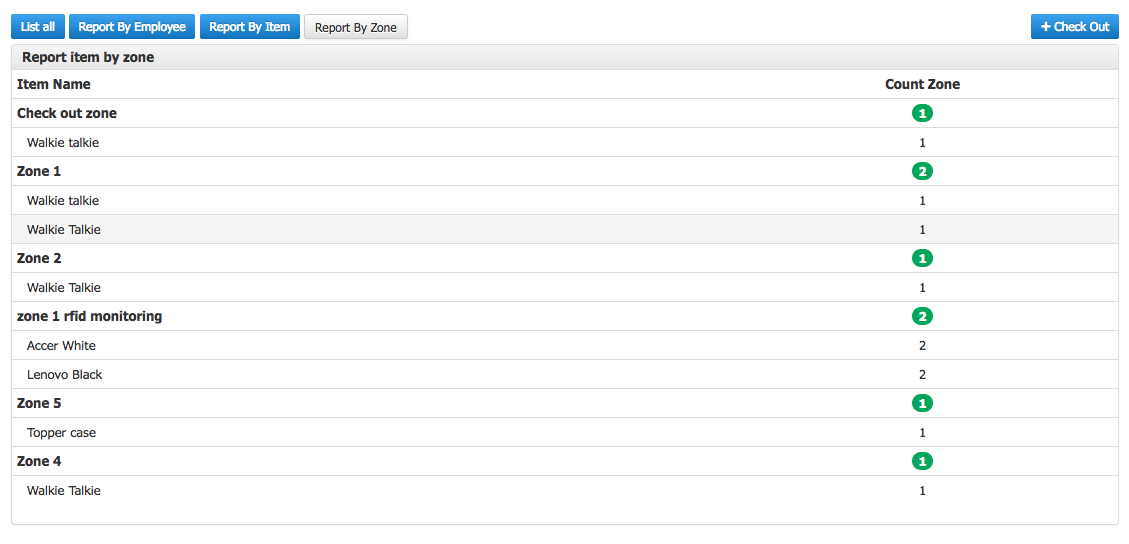 List all Report By Employee Report By Item Report By Zone + Check Out
Report item by zone
Item Name Count Zone
Check out zone 1
Walkie talkie 1
Zone 1 2
Walkie talkie 1
Walkie Talkie 1
Zone 2 1
Walkie Talkie 1
zone 1 rfid monitoring 2
Accer White 2
Lenovo Black 2
Zone 5 1
Topper case 1
Zone 4 1
Walkie Talkie 1